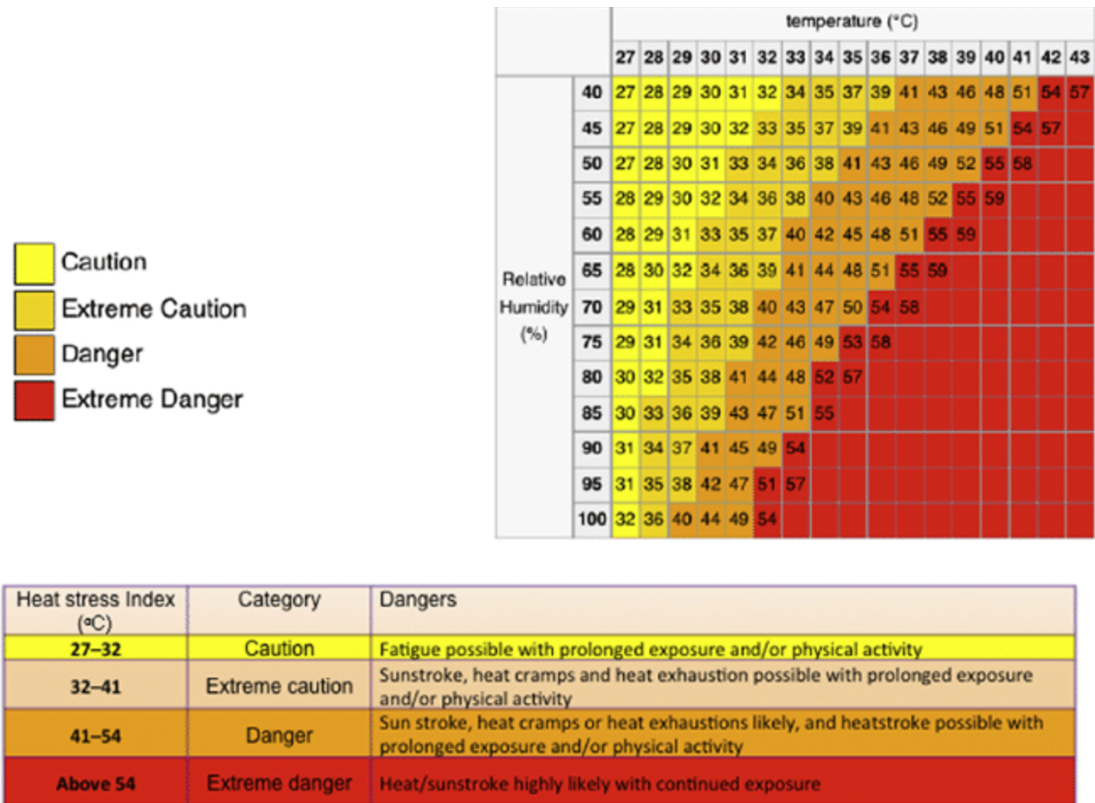 temperature (°C)
27 28 29 30 31 32 33 34 35 36 37 38 39 40 41 42 43
40 27 28 29 30 31 32 34 35 37 39 41 43 46 48 51 54 57
45 27 28 29 30 32 33 35 37 39 41 43 46 49 51 54 57
50 27 28 30 31 33 34 36 38 41 43 46 49 52 55 58
55 28 29 30 32 34 36 38 40 43 46 48 52 55 59
60 28 29 31 33 35 37 40 42 45 48 51 55 59
65 28 30 32 34 36 39 41 44 48 51 55 59
Relative
Humidity
(%)
70 29 31 33 35 38 40 43 47 50 54 58
75 29 31 34 36 39 42 46 49 53 58
80 30 32 35 38 41 44 48 52 57
85 30 33 36 39 43 47 51 55
90 31 34 37 41 45 49 54
95 31 35 38 42 47 51 57
100 32 36 40 44 49 54
Caution
Extreme Caution
Danger
Extreme Danger
Heat stress Index Category Dangers
(°C)
27–32 Caution Fatigue possible with prolonged exposure and/or physical activity
32–41 Extreme caution Sunstroke, heat cramps and heat exhaustion possible with prolonged exposure
and/or physical activity
41–54 Danger Sun stroke, heat cramps or heat exhaustions likely, and heatstroke possible with
prolonged exposure and/or physical activity
Above 54 Extreme danger Heat/sunstroke highly likely with continued exposure